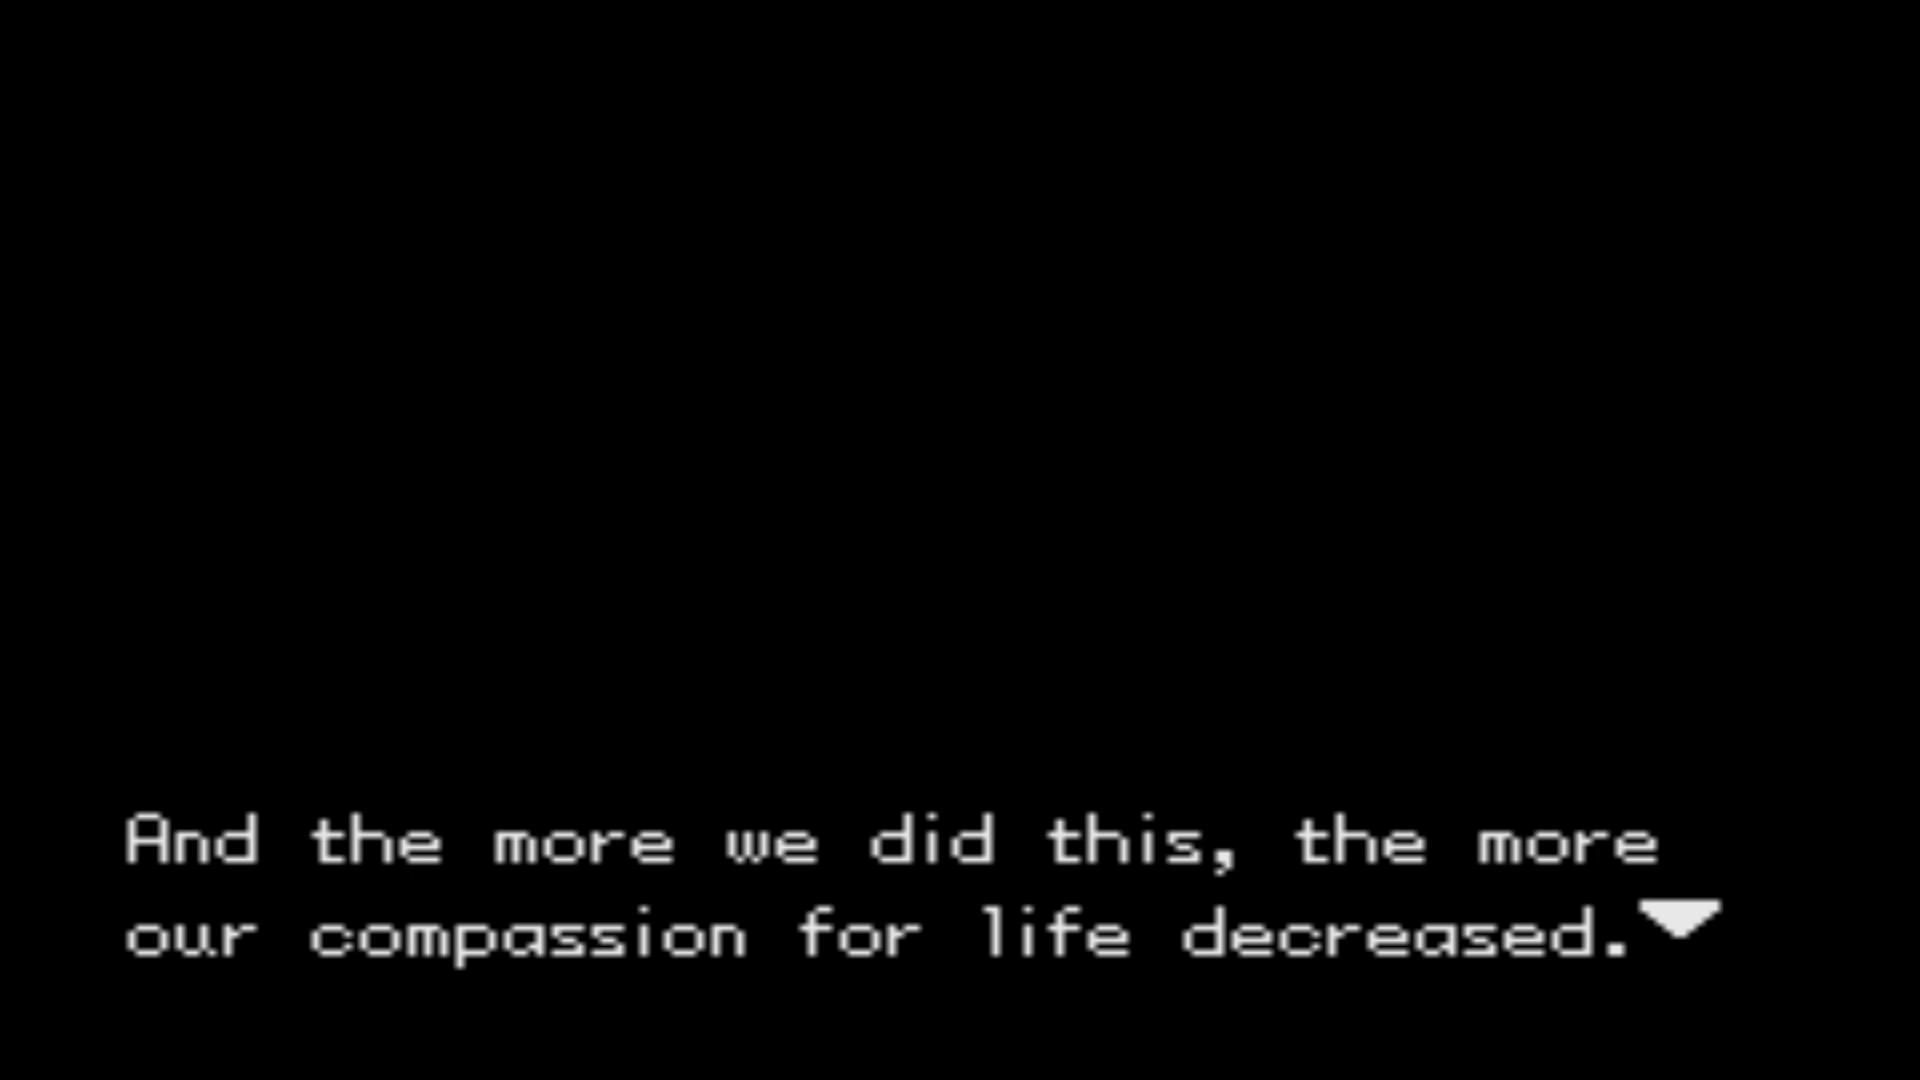 And the more we did this, the more
our compassion for life decreased.